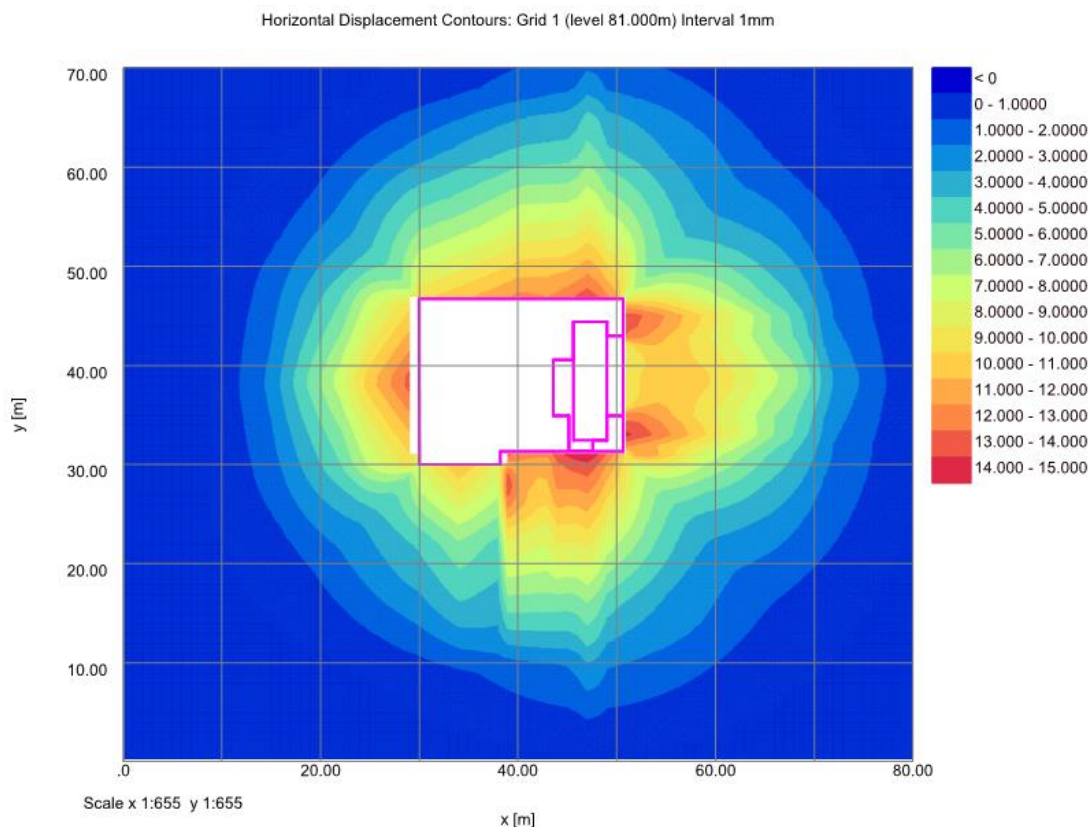 Horizontal Displacement Contours: Grid 1 (level 81.000m) Interval 1mm
70.00
60.00
50.00
40.00
30.00
20.00
10.00
y [m]
.0
20.00
40.00
60.00
80.00
x [m]
Scale x 1:655 y 1:655
< 0
0 - 1.0000
1.0000 - 2.0000
2.0000 - 3.0000
3.0000 - 4.0000
4.0000 - 5.0000
5.0000 - 6.0000
6.0000 - 7.0000
7.0000 - 8.0000
8.0000 - 9.0000
9.0000 - 10.000
10.000 - 11.000
11.000 - 12.000
12.000 - 13.000
13.000 - 14.000
14.000 - 15.000